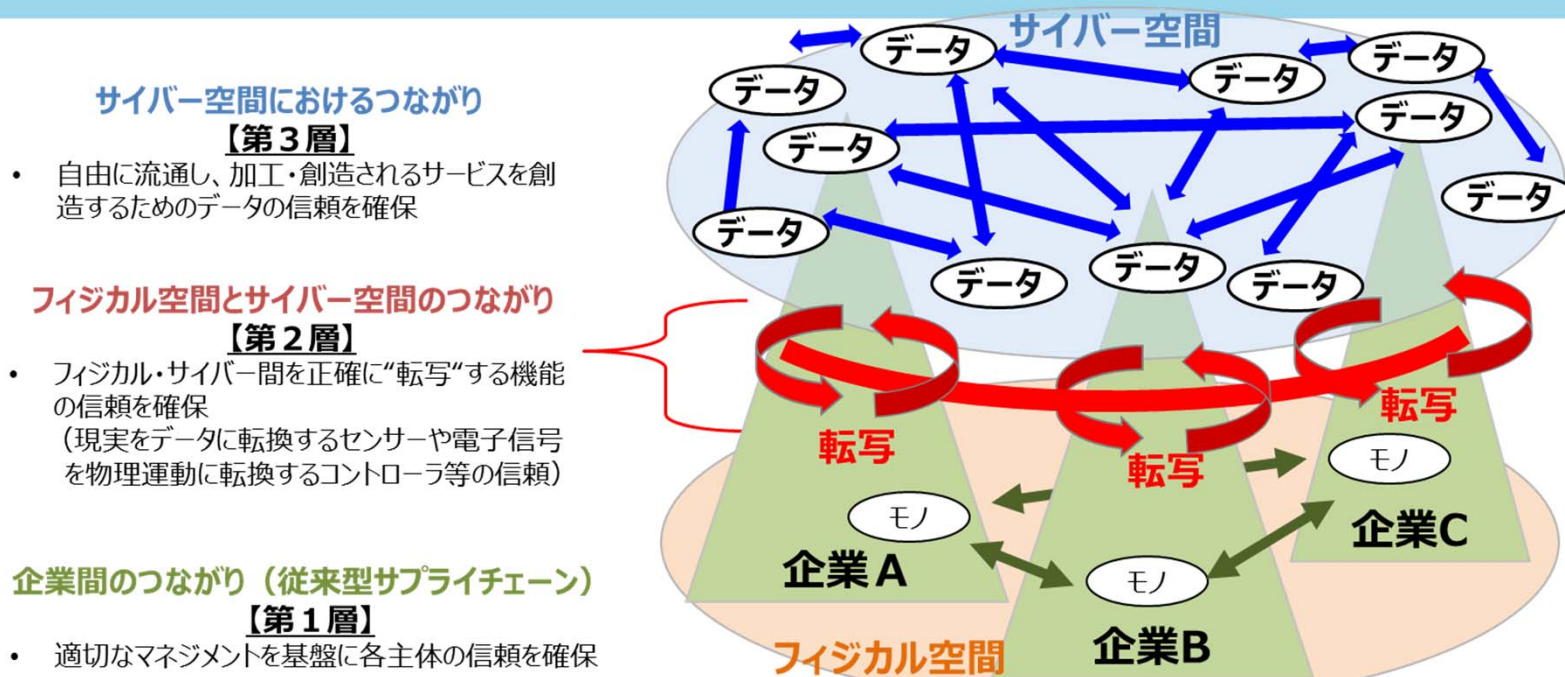 サイバー空間におけるつながり
【第３層】
• 自由に流通し、加工・創造されるサービスを創
造するためのデータの信頼を確保
フィジカル空間とサイバー空間のつながり
【第２層】
• フィジカル・サイバー間を正確に“転写“する機能
の信頼を確保
（現実をデータに転換するセンサーや電子信号
を物理運動に転換するコントローラ等の信頼）
企業間のつながり（従来型サプライチェーン）
【第１層】
• 適切なマネジメントを基盤に各主体の信頼を確保
サイバー空間
データ
データ
データ
データ
データ
データ
データ
データ
データ
データ
データ
転写
転写
転写
モノ
モノ
モノ
企業A
企業B
企業C
フィジカル空間